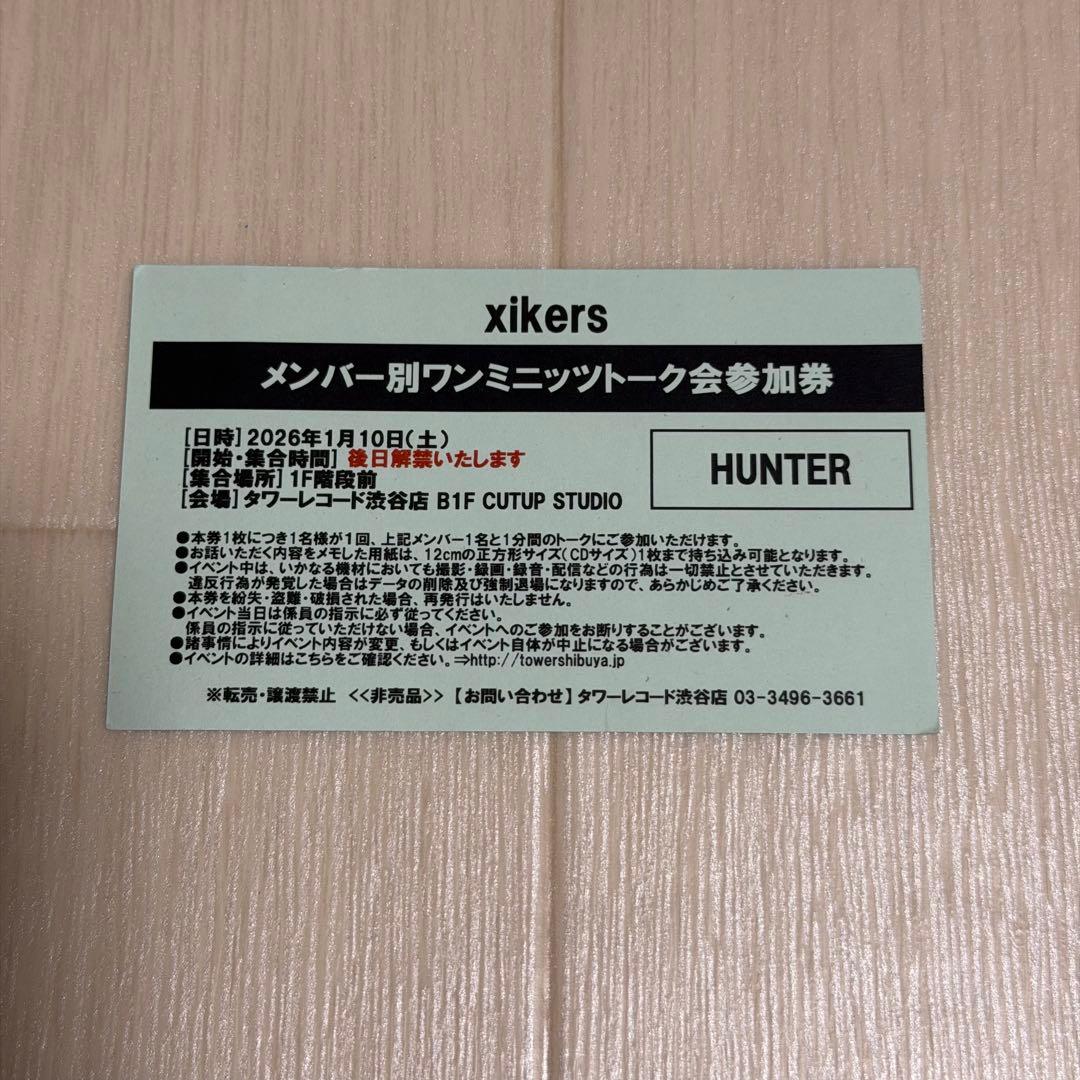 xikers
メンバー別ワンミニッツトーク会参加券
[日時]2026年1月10日(土)
[開始・集合時間] 後日解禁いたします
[集合場所]1F階段前
[会場]タワーレコード渋谷店 B1F CUTUP STUDIO
HUNTER
●本券1枚につき1名様が1回、上記メンバー1名と1分間のトークにご参加いただけます。
●お話いただく内容をメモした用紙は、12cmの正方形サイズ(CDサイズ)1枚まで持ち込み可能となります。
●イベント中は、いかなる機材においても撮影・録画・録音・配信などの行為は一切禁止とさせていただきます。
違反行為が発覚した場合はデータの削除及び強制退場になりますので、あらかじめご了承ください。
●本券を紛失・盗難・破損された場合、再発行はいたしません。
●イベント当日は係員の指示に必ず従ってください。
係員の指示に従っていただけない場合、イベントへのご参加をお断りすることがございます。
●諸事情によりイベント内容が変更、もしくはイベント自体が中止になる場合がございます。
●イベントの詳細はこちらをご確認ください。⇒http://towershibuya.jp
※転売・譲渡禁止 <<非売品>> 【お問い合わせ】タワーレコード渋谷店 03-3496-3661